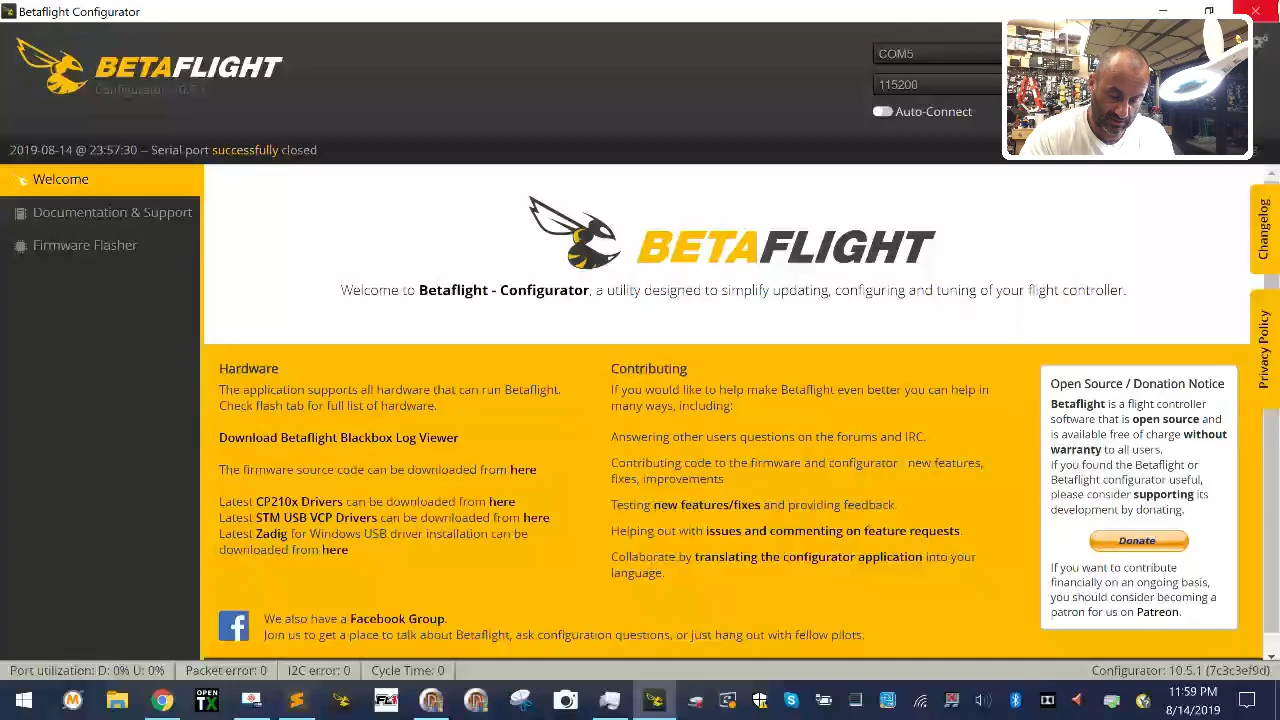 Betaflight Configurator
BETAFLIGHT
Configurator 10.5.1
COM5
115200
Auto-Connect
2019-08-14 @ 23:57:30 -- Serial port successfully closed
Welcome
Documentation & Support
Firmware Flasher
BETAFLIGHT
Welcome to Betaflight - Configurator, a utility designed to simplify updating, configuring and tuning of your flight controller.
Changelog
Privacy Policy
Hardware
The application supports all hardware that can run Betaflight.
Check flash tab for full list of hardware.
Download Betaflight Blackbox Log Viewer
The firmware source code can be downloaded from here
Latest CP210x Drivers can be downloaded from here
Latest STM USB VCP Drivers can be downloaded from here
Latest Zadig for Windows USB driver installation can be
downloaded from here
Contributing
If you would like to help make Betaflight even better you can help in
many ways, including:
Answering other users questions on the forums and IRC.
Contributing code to the firmware and configurator - new features,
fixes, improvements
Testing new features/fixes and providing feedback.
Helping out with issues and commenting on feature requests.
Collaborate by translating the configurator application into your
language.
Open Source / Donation Notice
Betaflight is a flight controller
software that is open source and
is available free of charge without
warranty to all users.
If you found the Betaflight or
Betaflight configurator useful,
please consider supporting its
development by donating.
Donate
If you want to contribute
financially on an ongoing basis,
you should consider becoming a
patron for us on Patreon.
We also have a Facebook Group.
Join us to get a place to talk about Betaflight, ask configuration questions, or just hang out with fellow pilots.
Port utilization: D: 0% U: 0%
Packet error: 0
I2C error: 0
Cycle Time: 0
Configurator: 10.5.1 (7c3c3ef9d)
OPEN
TX
11:59 PM
8/14/2019